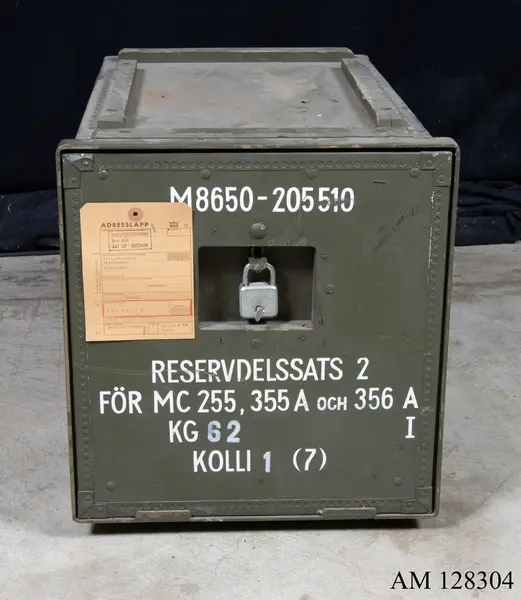 M8650-205510
ADRESSLAPP
RESERVDELSSATS 2
FÖR MC 255, 355 A OCH 356 A
KG 62 I
KOLLI 1 (7)
AM 128304